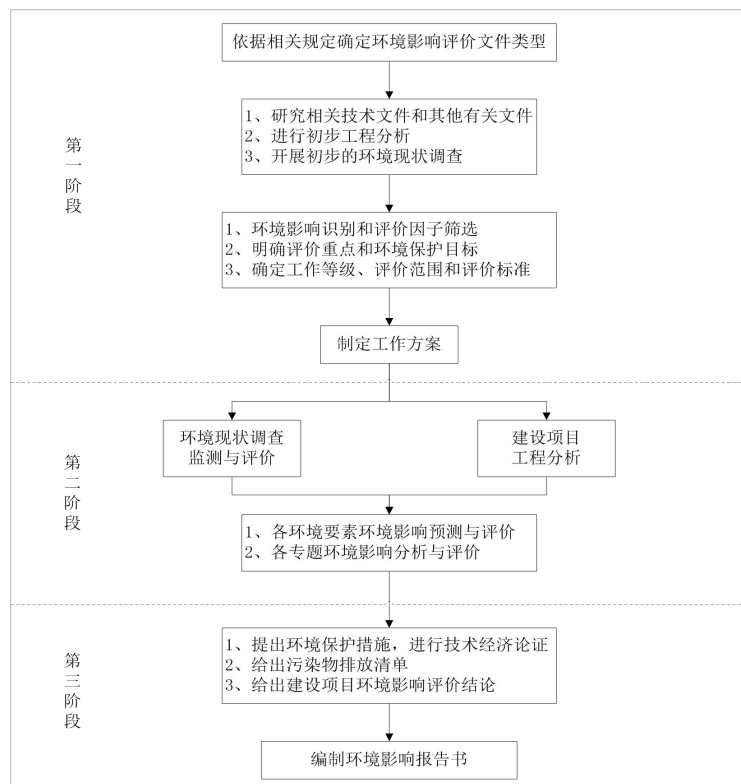 依据相关规定确定环境影响评价文件类型
第一阶段
1、研究相关技术文件和其他有关文件
2、进行初步工程分析
3、开展初步的环境现状调查
1、环境影响识别和评价因子筛选
2、明确评价重点和环境保护目标
3、确定工作等级、评价范围和评价标准
制定工作方案
第二阶段
环境现状调查
监测与评价
建设项目
工程分析
1、各环境要素环境影响预测与评价
2、各专题环境影响分析与评价
第三阶段
1、提出环境保护措施，进行技术经济论证
2、给出污染物排放清单
3、给出建设项目环境影响评价结论
编制环境影响报告书